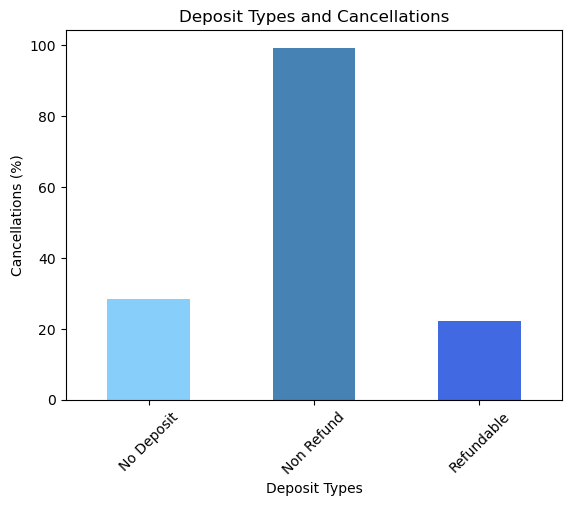 Deposit Types and Cancellations
Cancellations (%)
100
80
60
40
20
0
No Deposit
Non Refund
Refundable
Deposit Types